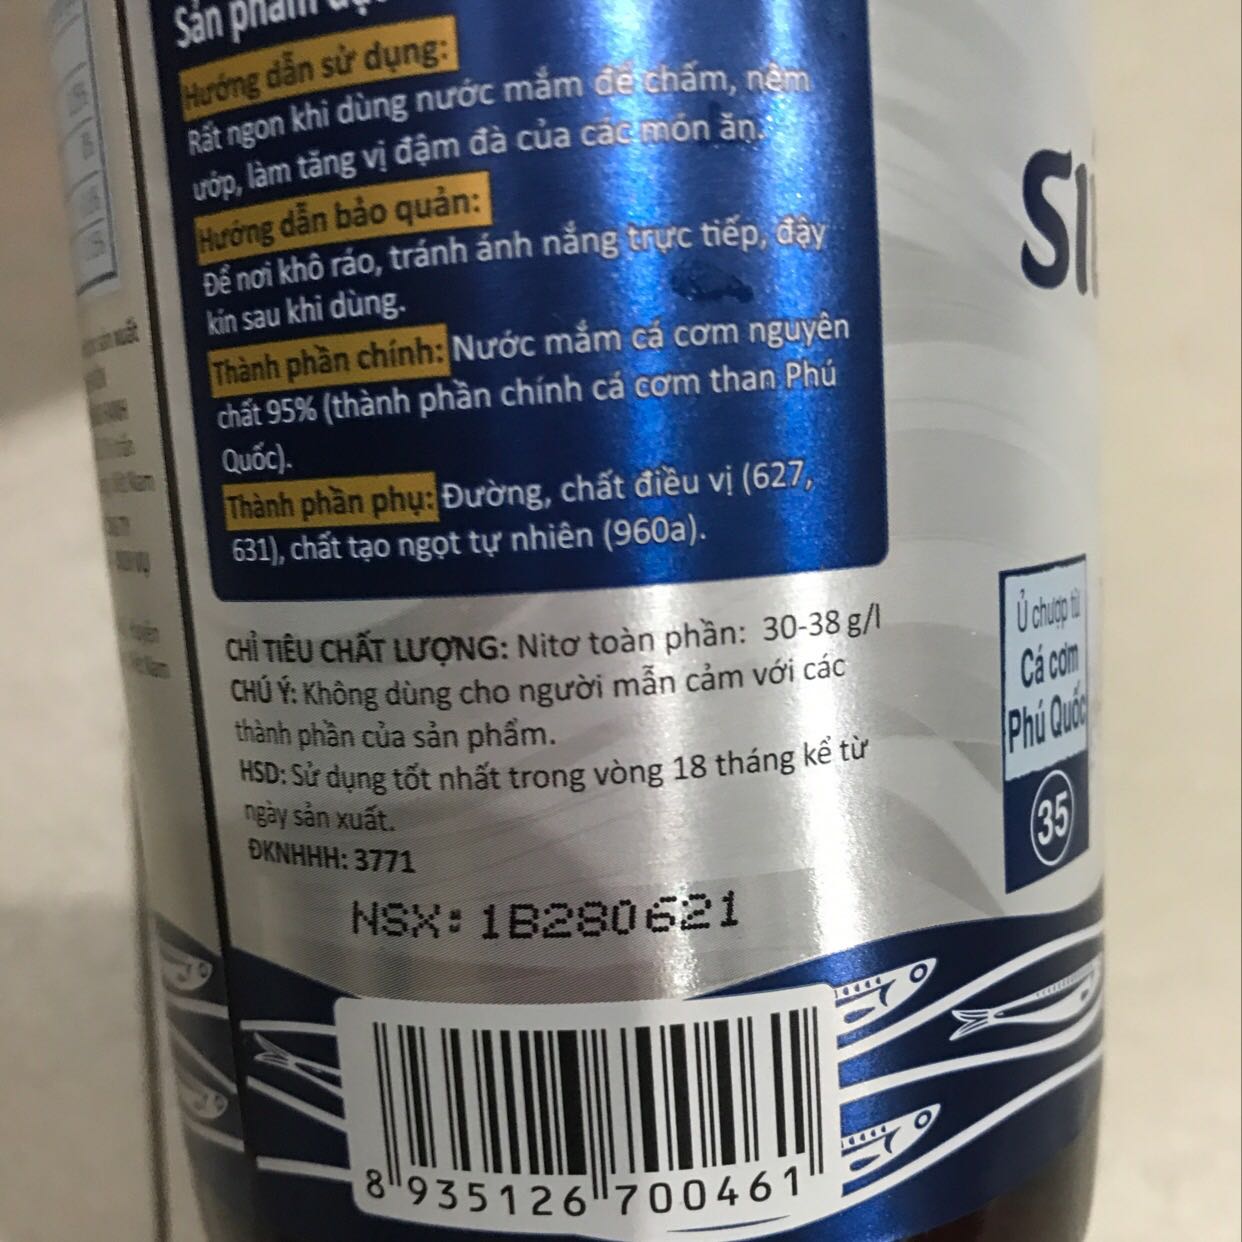 Sản phẩm
Hướng dẫn sử dụng:
Rất ngon khi dùng nước mắm để chấm, nêm
ướp, làm tăng vị đậm đà của các món ăn.
Hướng dẫn bảo quản:
Để nơi khô ráo, tránh ánh nắng trực tiếp, đậy
kín sau khi dùng.
Thành phần chính: Nước mắm cá cơm nguyên
chất 95% (thành phần chính cá cơm than Phú
Quốc).
Thành phần phụ: Đường, chất điều vị (627,
631), chất tạo ngọt tự nhiên (960a).
CHỈ TIÊU CHẤT LƯỢNG: Nitơ toàn phần: 30-38 g/l
CHÚ Ý: Không dùng cho người mẫn cảm với các
thành phần của sản phẩm.
HSD: Sử dụng tốt nhất trong vòng 18 tháng kể từ
ngày sản xuất.
ĐKNHHH: 3771
NSX: 1B280621
8 935126 700461
Ủ chượp từ
Cá cơm
Phú Quốc
35